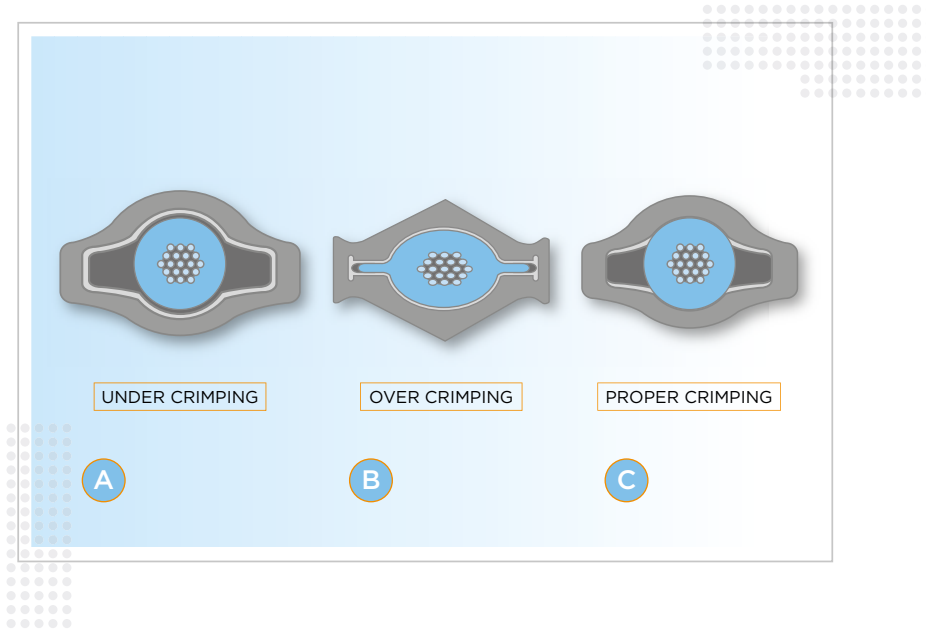 UNDER CRIMPING
OVER CRIMPING
PROPER CRIMPING
A
B
C